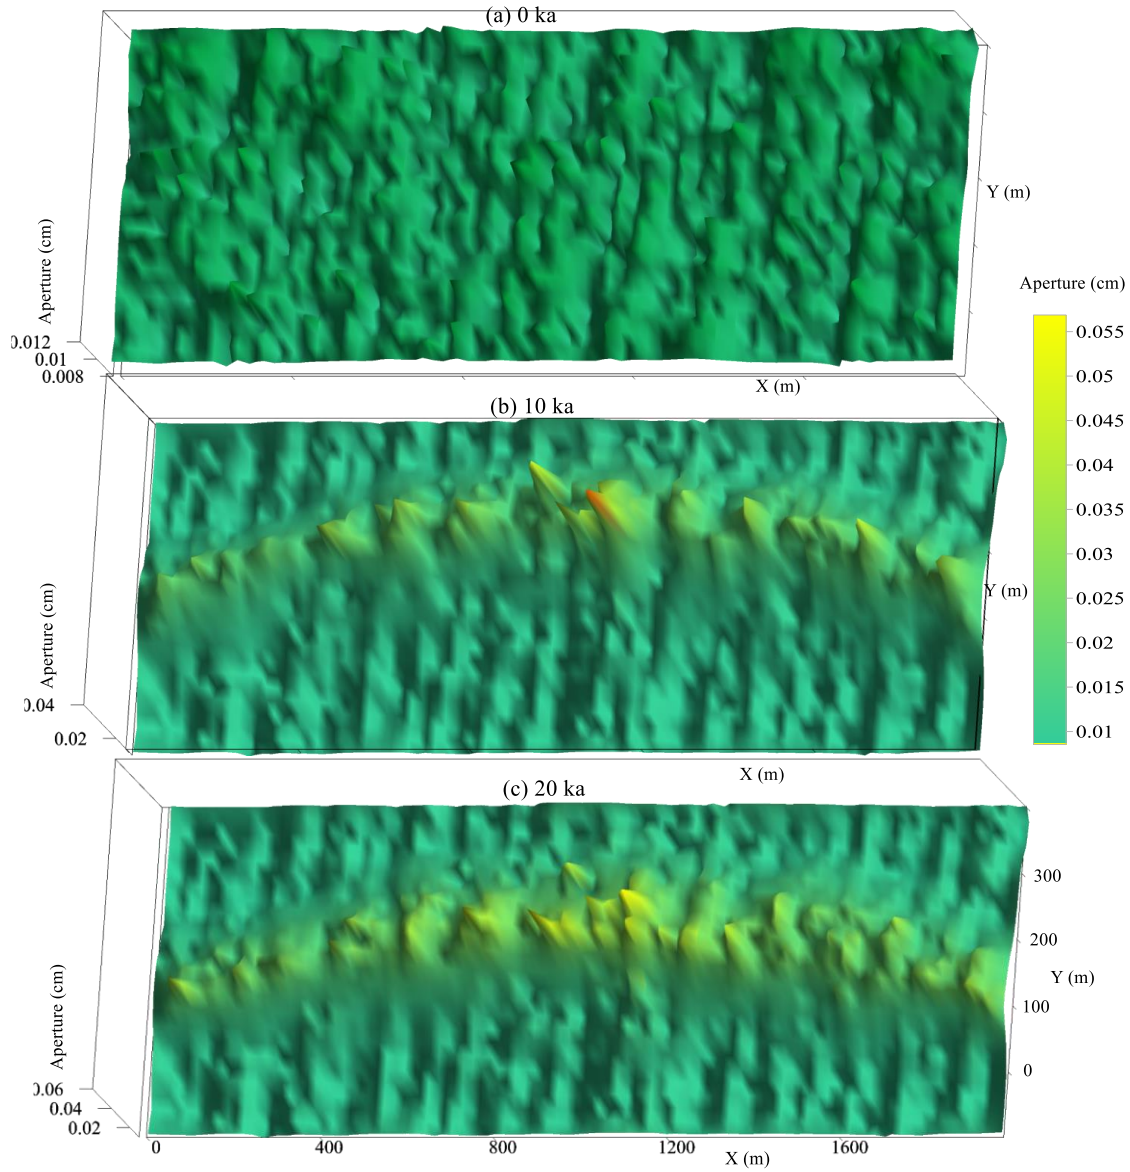 (a) 0 ka
Y (m)
Aperture (cm)
0.012
0.01
0.008
X (m)
Aperture (cm)
0.055
0.05
0.045
0.04
0.035
0.03
0.025
0.02
0.015
0.01
(b) 10 ka
Y (m)
Aperture (cm)
0.04
0.02
X (m)
(c) 20 ka
300
200
Y (m)
100
0
Aperture (cm)
0.06
0.04
0.02
0 400 800 1200 1600
X (m)